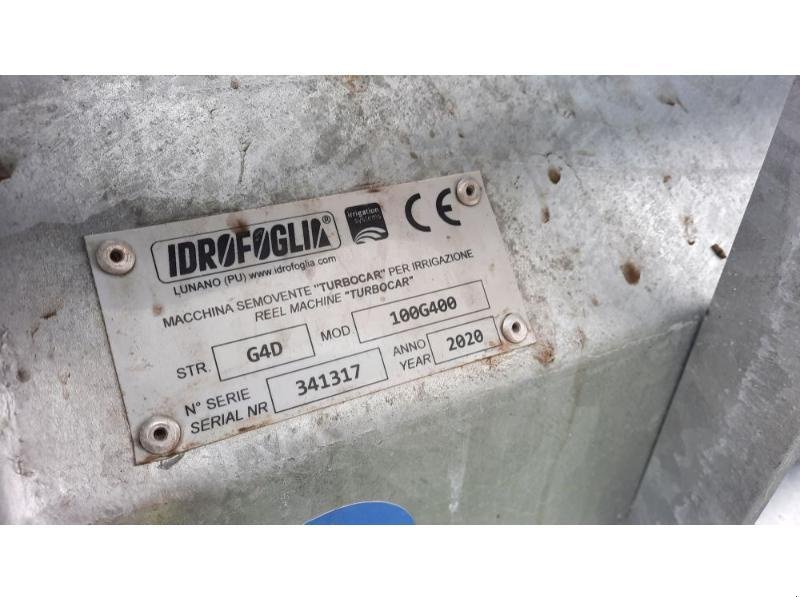 IDROFOGLIA® irrigation systems CE
LUNANO (PU) www.idrofoglia.com
MACCHINA SEMOVENTE "TURBOCAR" PER IRRIGAZIONE
REEL MACHINE "TURBOCAR"
STR. G4D MOD 100G400
N° SERIE
SERIAL NR 341317
ANNO
YEAR 2020